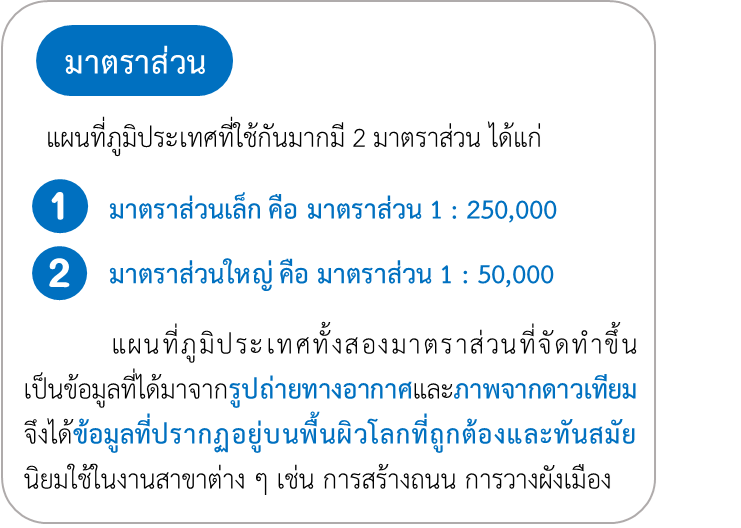 มาตราส่วน
แผนที่ภูมิประเทศที่ใช้กันมากมี 2 มาตราส่วน ได้แก่
1 มาตราส่วนเล็ก คือ มาตราส่วน 1 : 250,000
2 มาตราส่วนใหญ่ คือ มาตราส่วน 1 : 50,000
แผนที่ภูมิประเทศทั้งสองมาตราส่วนที่จัดทำขึ้น
เป็นข้อมูลที่ได้มาจากรูปถ่ายทางอากาศและภาพจากดาวเทียม
จึงได้ข้อมูลที่ปรากฏอยู่บนพื้นผิวโลกที่ถูกต้องและทันสมัย
นิยมใช้ในงานสาขาต่าง ๆ เช่น การสร้างถนน การวางผังเมือง